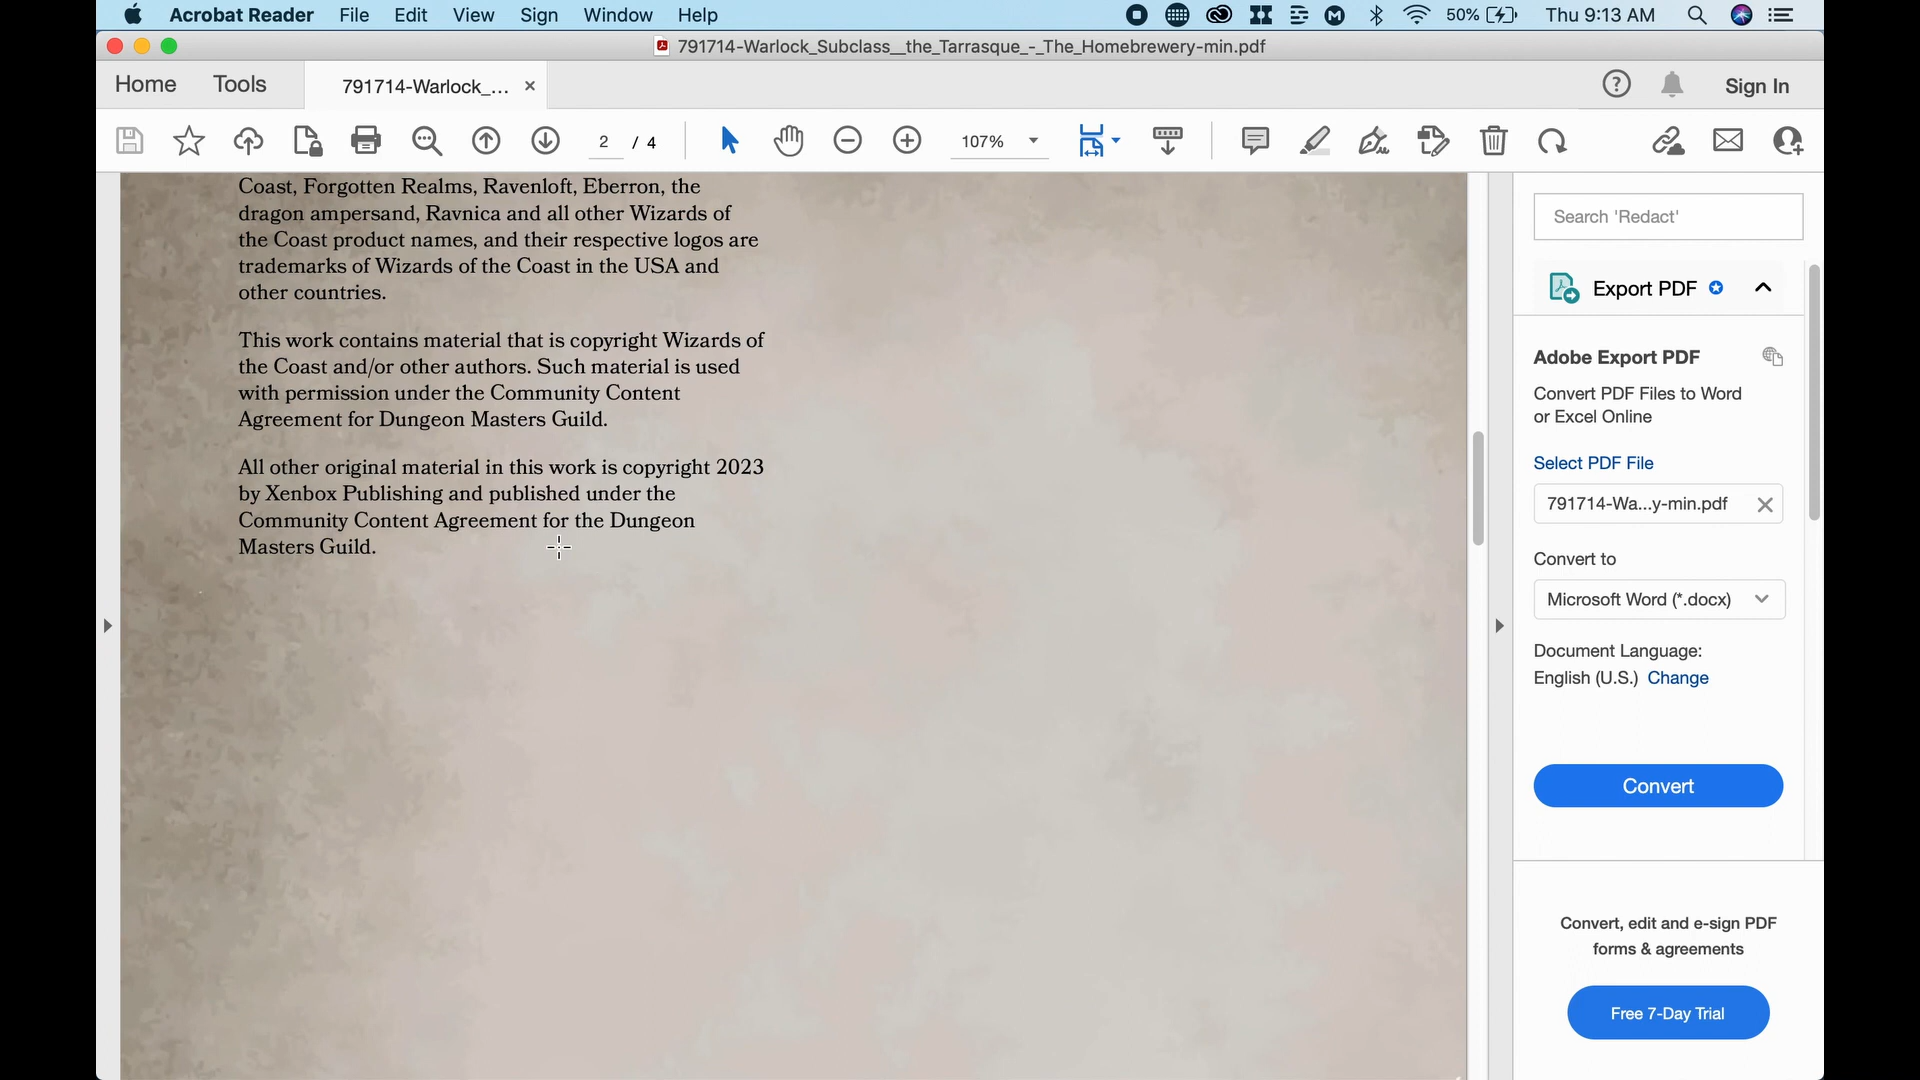 Acrobat Reader File Edit View Sign Window Help 50% Thu 9:13 AM
791714-Warlock_Subclass__the_Tarrasque_-_The_Homebrewery-min.pdf
Home Tools 791714-Warlock_... × Sign In
2 / 4 107%
Coast, Forgotten Realms, Ravenloft, Eberron, the
dragon ampersand, Ravnica and all other Wizards of
the Coast product names, and their respective logos are
trademarks of Wizards of the Coast in the USA and
other countries.
This work contains material that is copyright Wizards of
the Coast and/or other authors. Such material is used
with permission under the Community Content
Agreement for Dungeon Masters Guild.
All other original material in this work is copyright 2023
by Xenbox Publishing and published under the
Community Content Agreement for the Dungeon
Masters Guild.
Search 'Redact'
Export PDF
Adobe Export PDF
Convert PDF Files to Word
or Excel Online
Select PDF File
791714-Wa...y-min.pdf
Convert to
Microsoft Word (*.docx)
Document Language:
English (U.S.) Change
Convert
Convert, edit and e-sign PDF
forms & agreements
Free 7-Day Trial